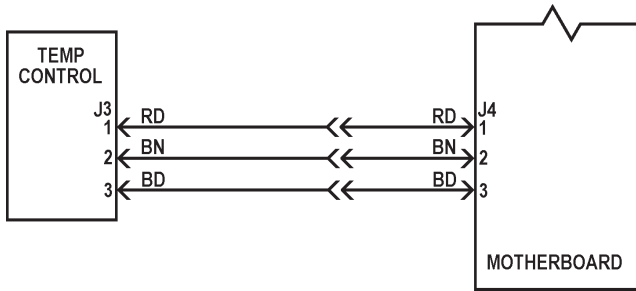 TEMP
CONTROL
J3 J4
RD RD
1 1
BN BN
2 2
BD BD
3 3
MOTHERBOARD